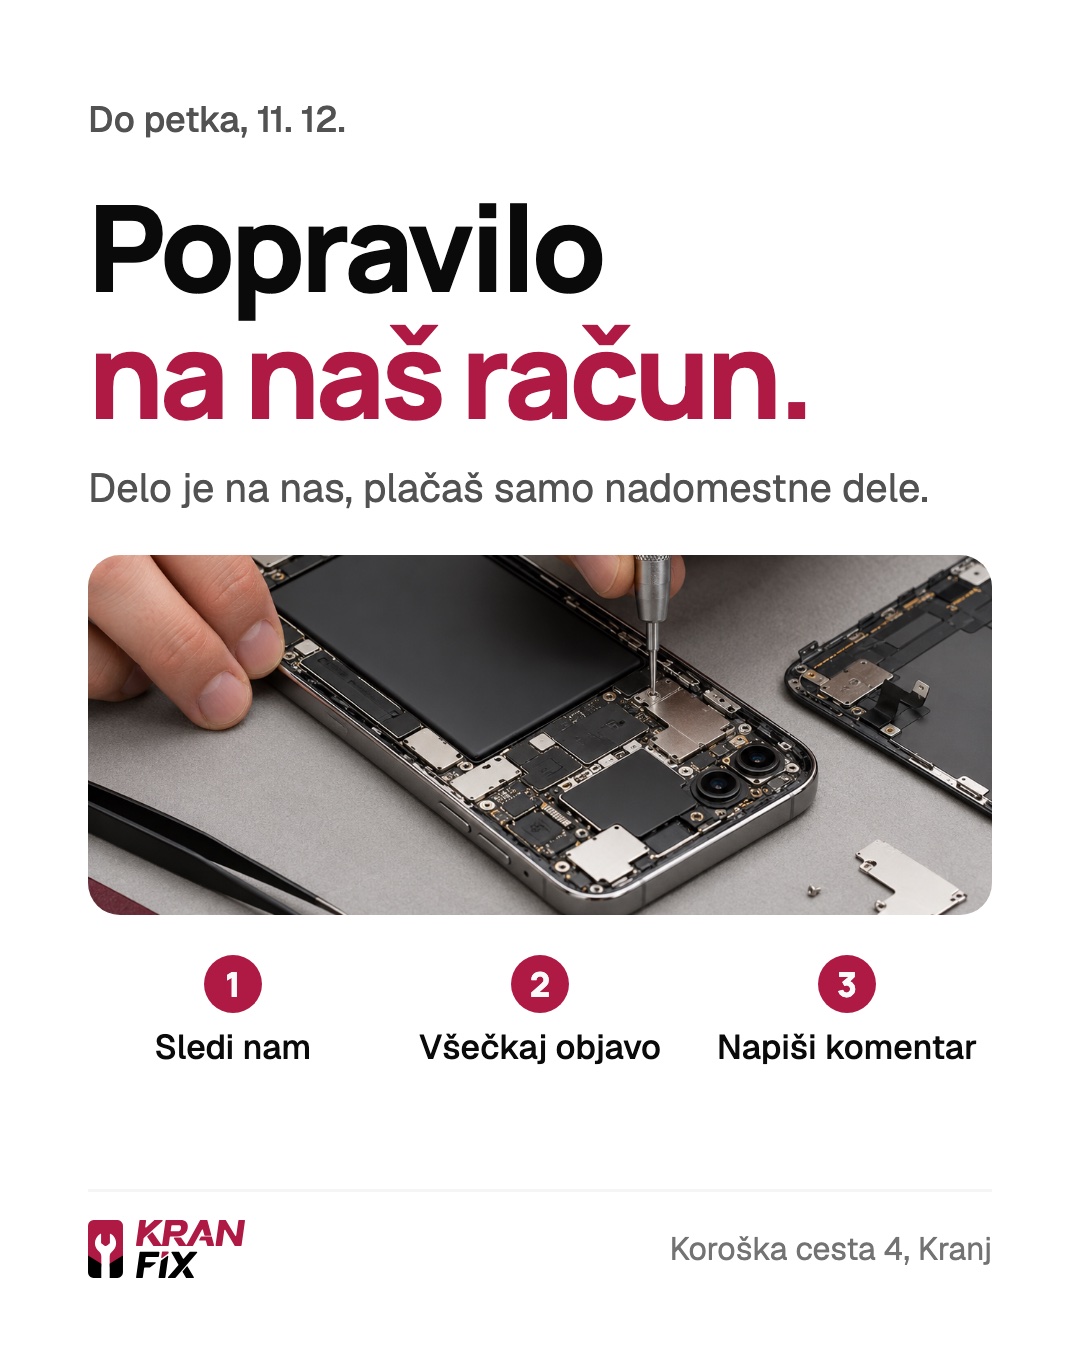 Do petka, 11. 12.
Popravilo
na naš račun.
Delo je na nas, plačaš samo nadomestne dele.
1
2
3
Sledi nam
Všečkaj objavo
Napiši komentar
KRAN
FIX
Koroška cesta 4, Kranj